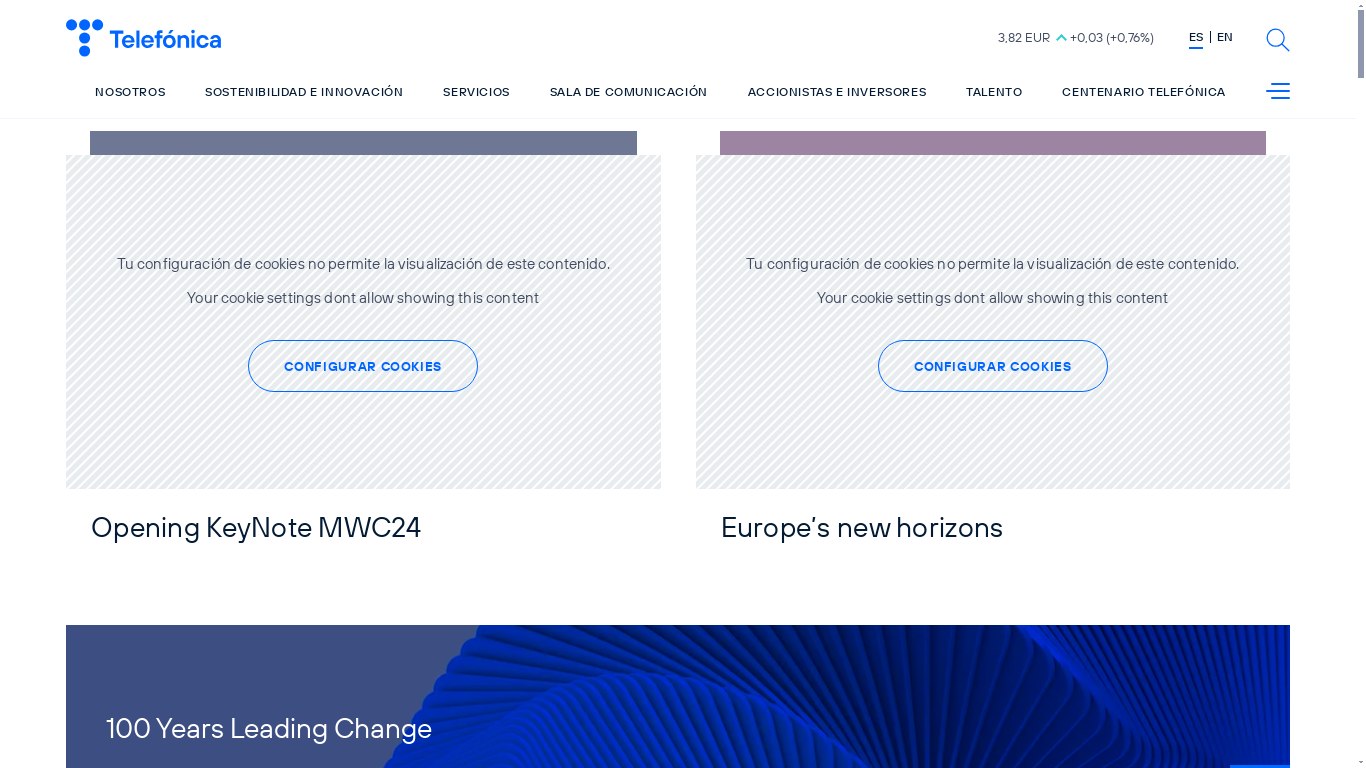 Telefónica
3,82 EUR +0,03 (+0,76%)
ES | EN
NOSOTROS SOSTENIBILIDAD E INNOVACIÓN SERVICIOS SALA DE COMUNICACIÓN ACCIONISTAS E INVERSORES TALENTO CENTENARIO TELEFÓNICA
Tu configuración de cookies no permite la visualización de este contenido.
Your cookie settings dont allow showing this content
CONFIGURAR COOKIES
Opening KeyNote MWC24
Tu configuración de cookies no permite la visualización de este contenido.
Your cookie settings dont allow showing this content
CONFIGURAR COOKIES
Europe’s new horizons
100 Years Leading Change